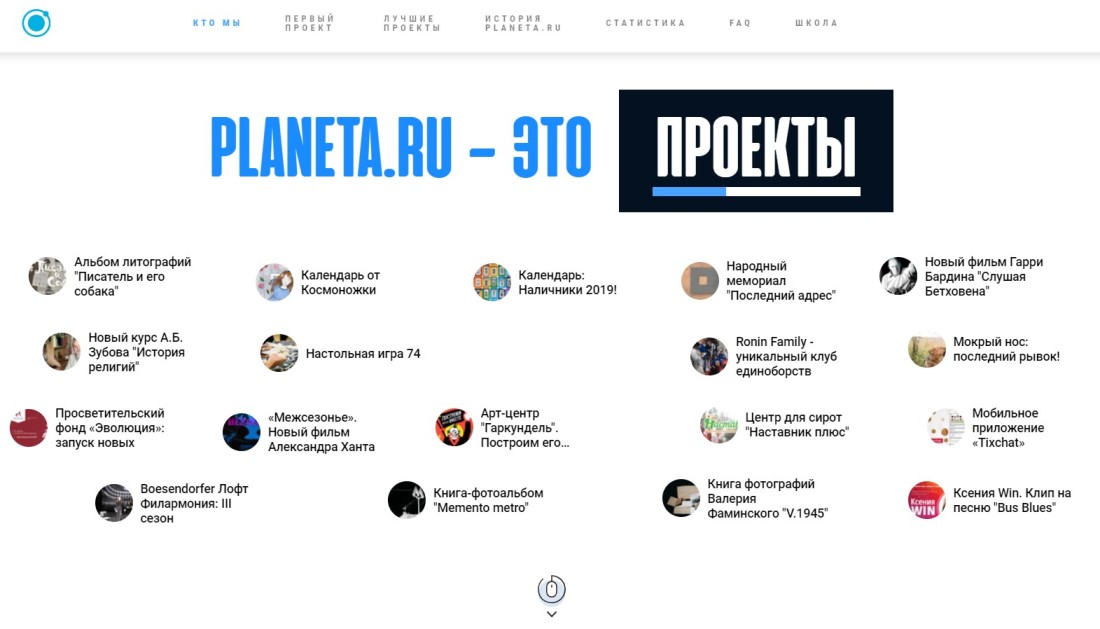 КТО МЫ
ПЕРВЫЙ
ПРОЕКТ
ЛУЧШИЕ
ПРОЕКТЫ
ИСТОРИЯ
PLANETA.RU
СТАТИСТИКА
FAQ
ШКОЛА
PLANETA.RU – ЭТО ПРОЕКТЫ
Альбом литографий
"Писатель и его
собака"
Календарь от
Космоножки
Календарь:
Наличники 2019!
Народный
мемориал
"Последний адрес"
Новый фильм Гарри
Бардина "Слушая
Бетховена"
Новый курс А.Б.
Зубова "История
религий"
Настольная игра 74
Ronin Family -
уникальный клуб
единоборств
Мокрый нос:
последний рывок!
Просветительский
фонд «Эволюция»:
запуск новых
«Межсезонье».
Новый фильм
Александра Ханта
Арт-центр
"Гаркундель".
Построим его...
Центр для сирот
"Наставник плюс"
Мобильное
приложение
«Tixchat»
Boesendorfer Лофт
Филармония: III
сезон
Книга-фотоальбом
"Memento metro"
Книга фотографий
Валерия
Фаминского "V.1945"
Ксения
WIN
Ксения Win. Клип на
песню "Bus Blues"